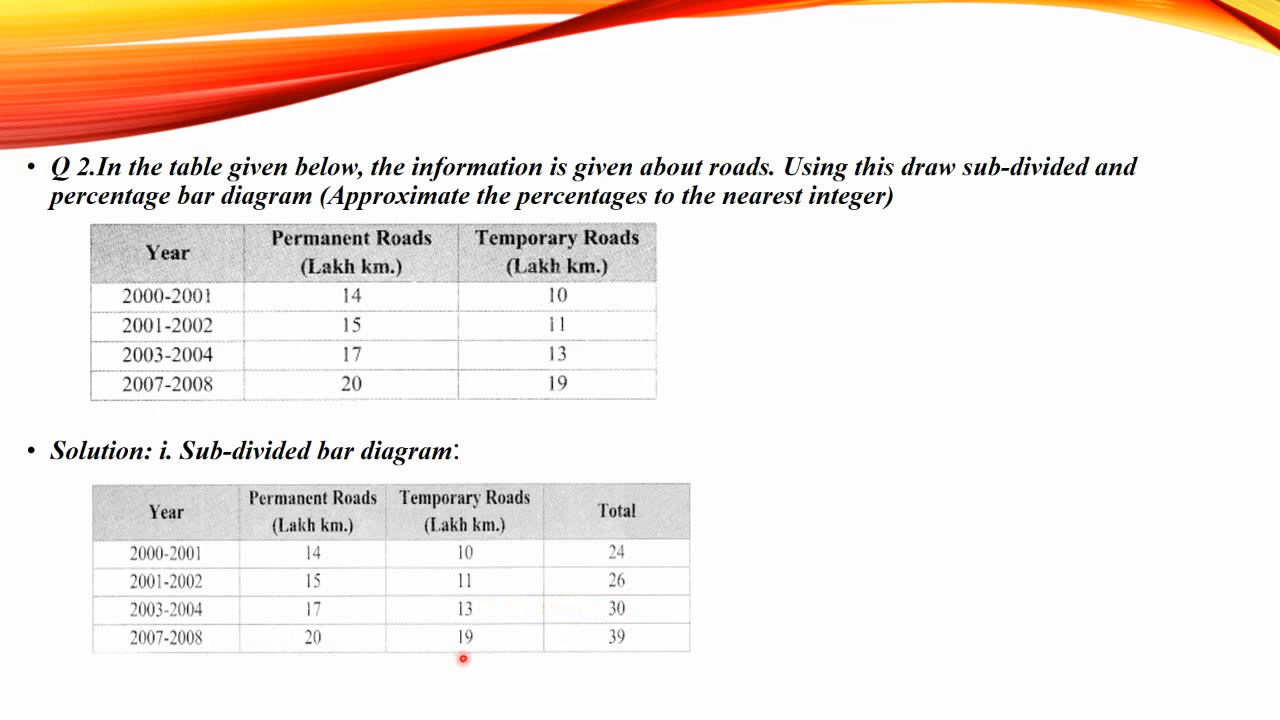 • Q 2.In the table given below, the information is given about roads. Using this draw sub-divided and
percentage bar diagram (Approximate the percentages to the nearest integer)
Year Permanent Roads (Lakh km.) Temporary Roads (Lakh km.)
2000-2001 14 10
2001-2002 15 11
2003-2004 17 13
2007-2008 20 19
• Solution: i. Sub-divided bar diagram:
Year Permanent Roads (Lakh km.) Temporary Roads (Lakh km.) Total
2000-2001 14 10 24
2001-2002 15 11 26
2003-2004 17 13 30
2007-2008 20 19 39